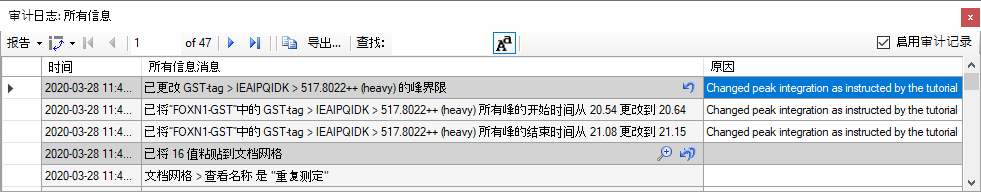 审计日志: 所有信息
报告 1 of 47 导出... 查找: Aa 启用审计记录
时间 所有信息消息 原因
2020-03-28 11:4... 已更改 GST-tag > IEAIPQIDK > 517.8022++ (heavy) 的峰界限 Changed peak integration as instructed by the tutorial
2020-03-28 11:4... 已将"FOXN1-GST"中的 GST-tag > IEAIPQIDK > 517.8022++ (heavy) 所有峰的开始时间从 20.54 更改到 20.64 Changed peak integration as instructed by the tutorial
2020-03-28 11:4... 已将"FOXN1-GST"中的 GST-tag > IEAIPQIDK > 517.8022++ (heavy) 所有峰的结束时间从 21.08 更改到 21.15 Changed peak integration as instructed by the tutorial
2020-03-28 11:4... 已将 16 值粘贴到文档网格
2020-03-28 11:4... 文档网格 > 查看名称 是 "重复测定"